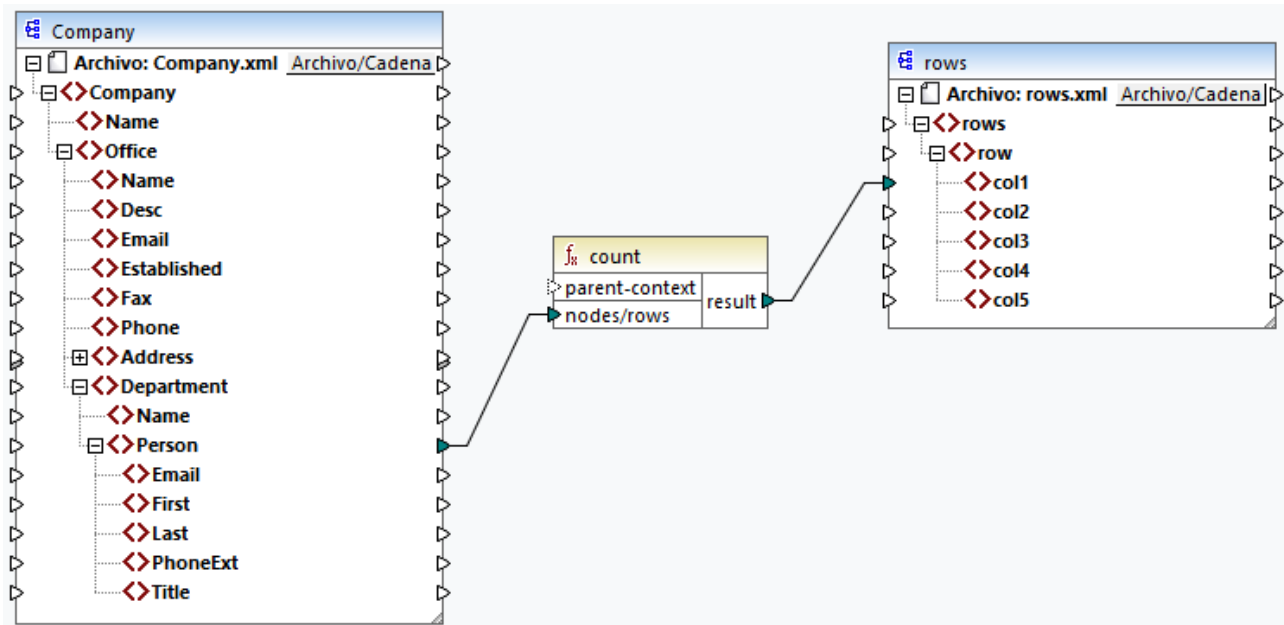 Company
Archivo: Company.xml Archivo/Cadena
Company
Name
Office
Name
Desc
Email
Established
Fax
Phone
Address
Department
Name
Person
Email
First
Last
PhoneExt
Title
fx count
parent-context
nodes/rows
result
rows
Archivo: rows.xml Archivo/Cadena
rows
row
col1
col2
col3
col4
col5